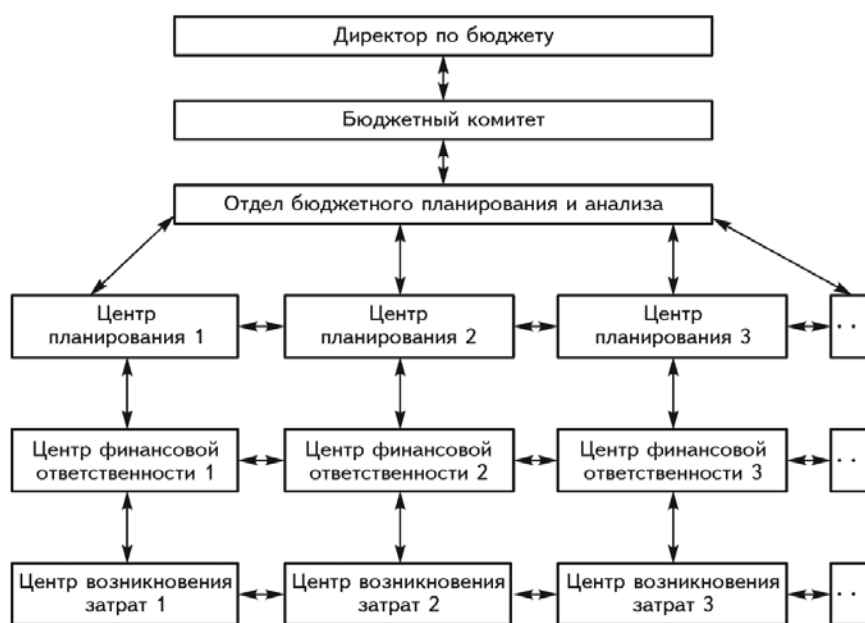 Директор по бюджету
Бюджетный комитет
Отдел бюджетного планирования и анализа
Центр
планирования 1
Центр
планирования 2
Центр
планирования 3
. .
Центр финансовой
ответственности 1
Центр финансовой
ответственности 2
Центр финансовой
ответственности 3
. .
Центр возникновения
затрат 1
Центр возникновения
затрат 2
Центр возникновения
затрат 3
. .